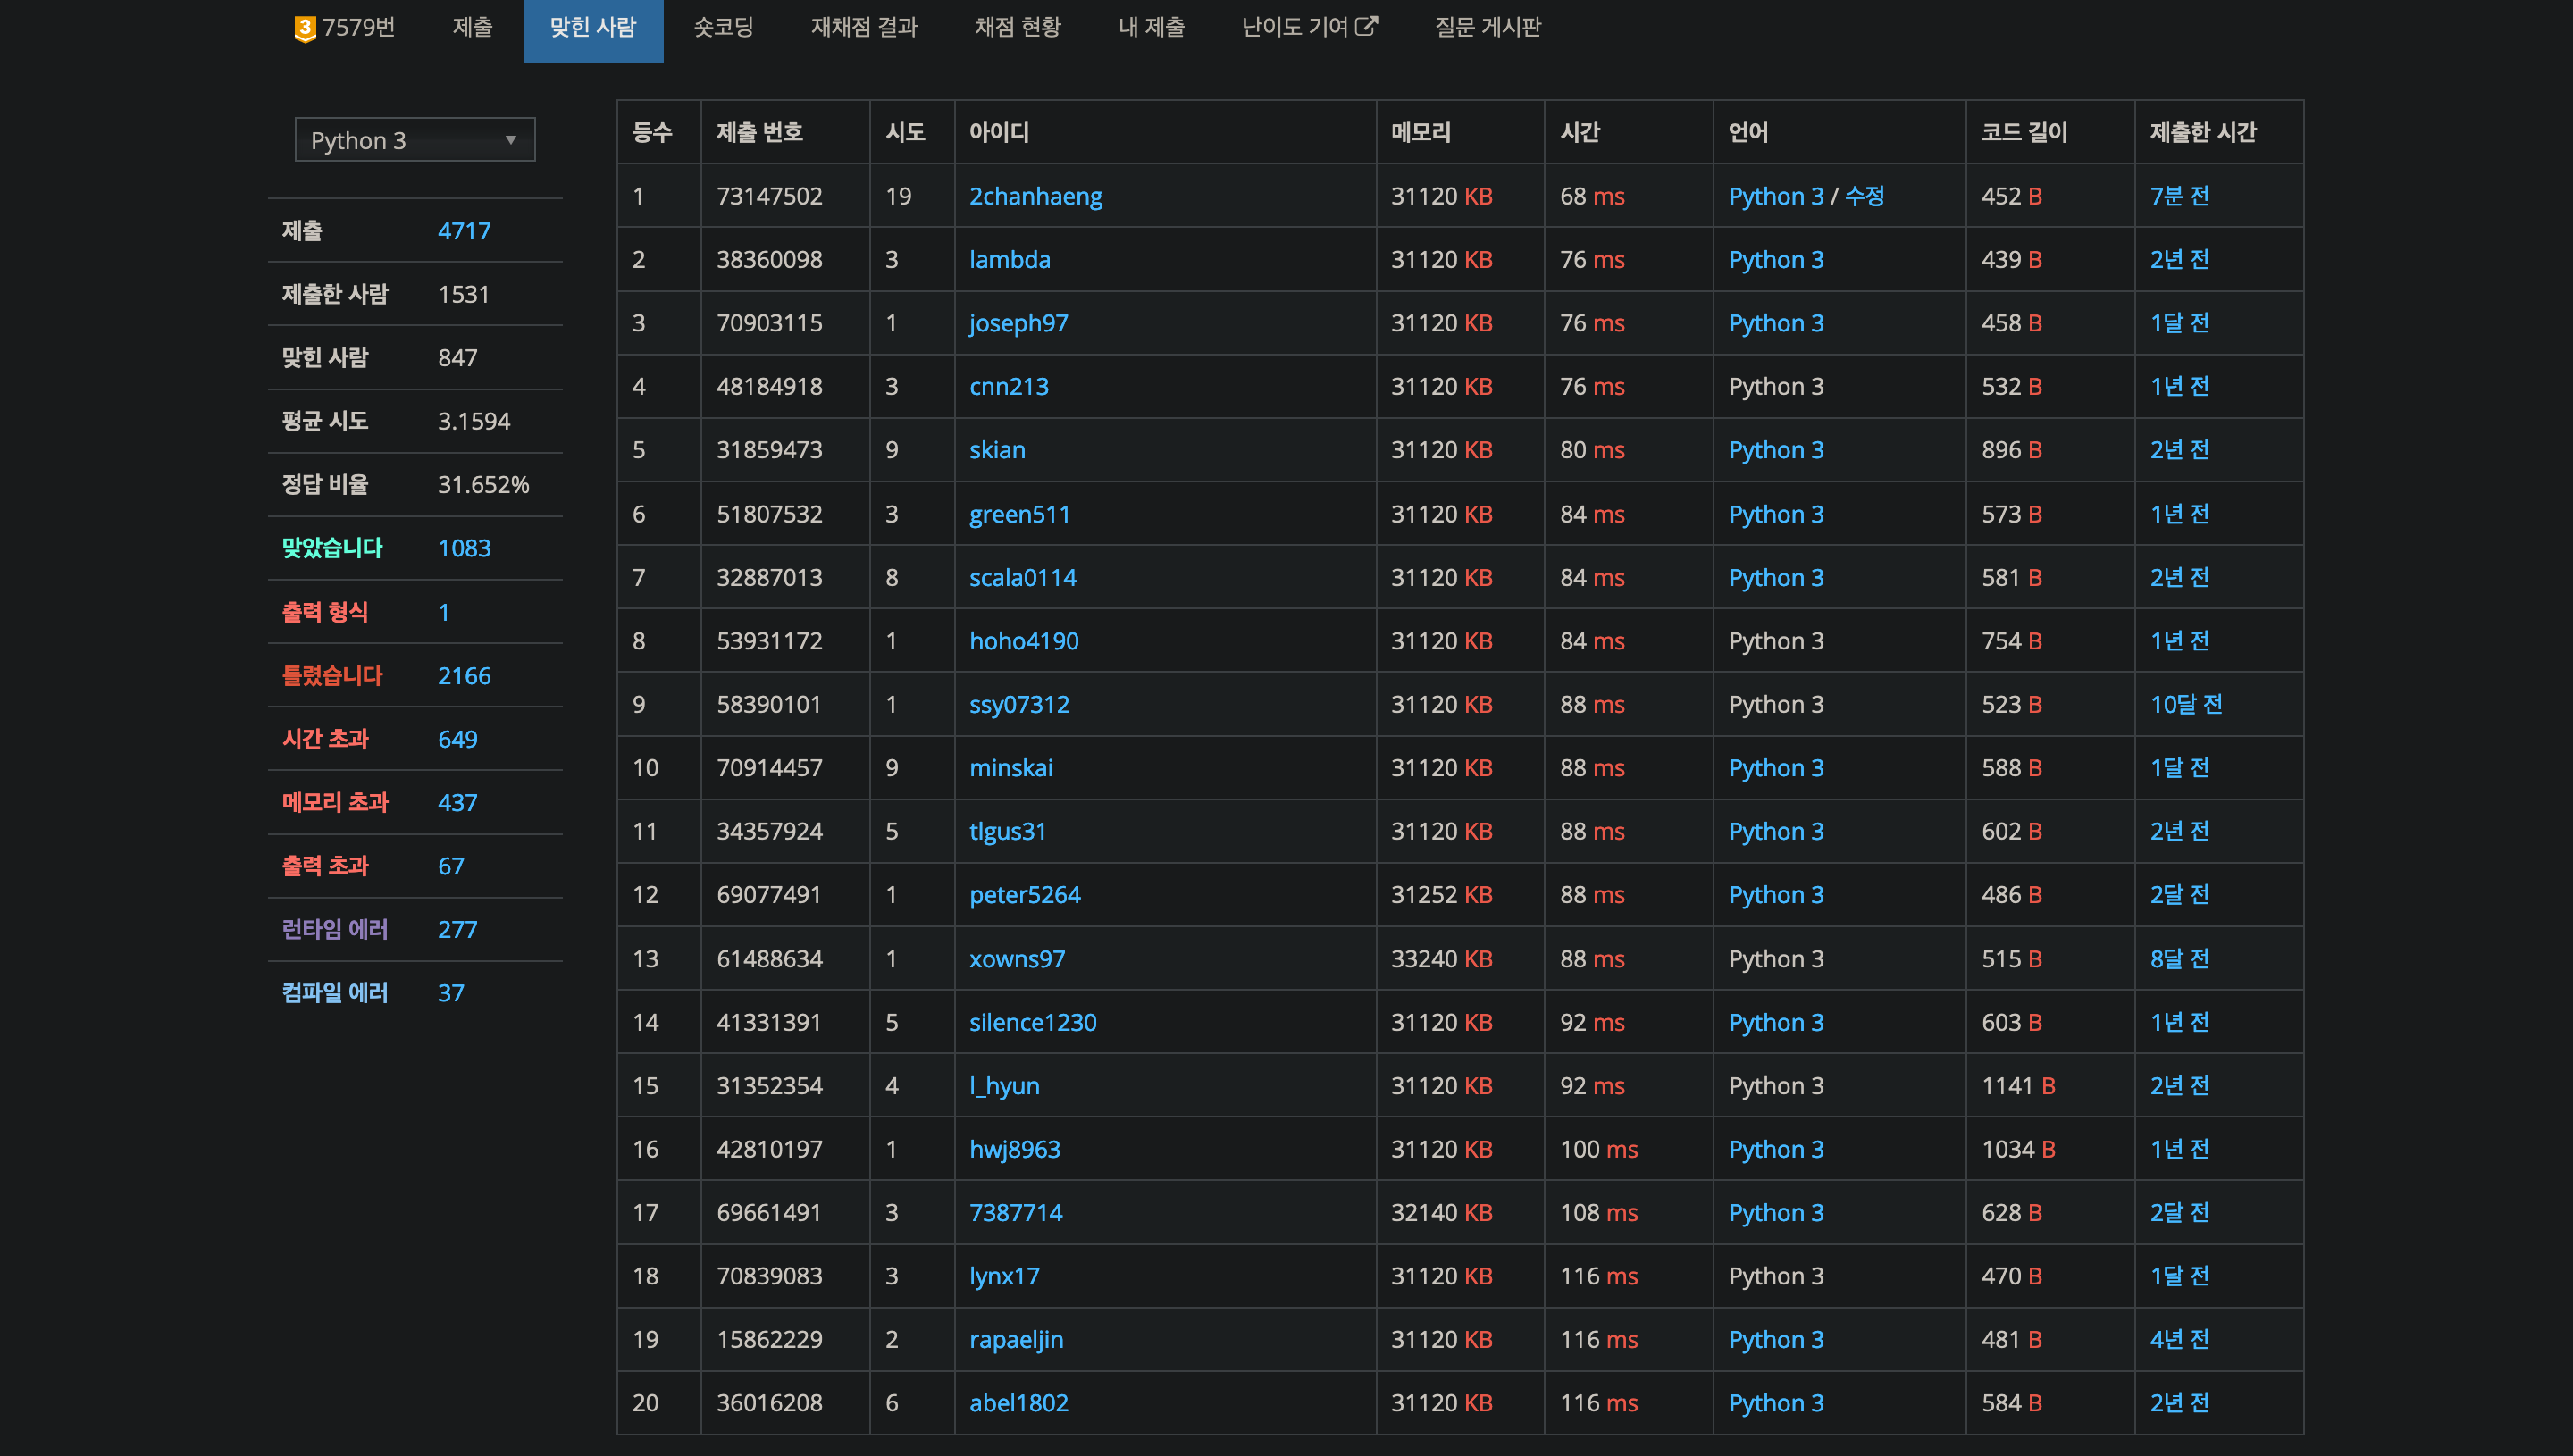 3 7579번 제출 맞힌 사람 숏코딩 재채점 결과 채점 현황 내 제출 난이도 기여 질문 게시판
Python 3
제출 4717
제출한 사람 1531
맞힌 사람 847
평균 시도 3.1594
정답 비율 31.652%
맞았습니다 1083
출력 형식 1
틀렸습니다 2166
시간 초과 649
메모리 초과 437
출력 초과 67
런타임 에러 277
컴파일 에러 37
등수 제출 번호 시도 아이디 메모리 시간 언어 코드 길이 제출한 시간
1 73147502 19 2chanhaeng 31120 KB 68 ms Python 3 / 수정 452 B 7분 전
2 38360098 3 lambda 31120 KB 76 ms Python 3 439 B 2년 전
3 70903115 1 joseph97 31120 KB 76 ms Python 3 458 B 1달 전
4 48184918 3 cnn213 31120 KB 76 ms Python 3 532 B 1년 전
5 31859473 9 skian 31120 KB 80 ms Python 3 896 B 2년 전
6 51807532 3 green511 31120 KB 84 ms Python 3 573 B 1년 전
7 32887013 8 scala0114 31120 KB 84 ms Python 3 581 B 2년 전
8 53931172 1 hoho4190 31120 KB 84 ms Python 3 754 B 1년 전
9 58390101 1 ssy07312 31120 KB 88 ms Python 3 523 B 10달 전
10 70914457 9 minskai 31120 KB 88 ms Python 3 588 B 1달 전
11 34357924 5 tlgus31 31120 KB 88 ms Python 3 602 B 2년 전
12 69077491 1 peter5264 31252 KB 88 ms Python 3 486 B 2달 전
13 61488634 1 xowns97 33240 KB 88 ms Python 3 515 B 8달 전
14 41331391 5 silence1230 31120 KB 92 ms Python 3 603 B 1년 전
15 31352354 4 l_hyun 31120 KB 92 ms Python 3 1141 B 2년 전
16 42810197 1 hwj8963 31120 KB 100 ms Python 3 1034 B 1년 전
17 69661491 3 7387714 32140 KB 108 ms Python 3 628 B 2달 전
18 70839083 3 lynx17 31120 KB 116 ms Python 3 470 B 1달 전
19 15862229 2 rapaeljin 31120 KB 116 ms Python 3 481 B 4년 전
20 36016208 6 abel1802 31120 KB 116 ms Python 3 584 B 2년 전